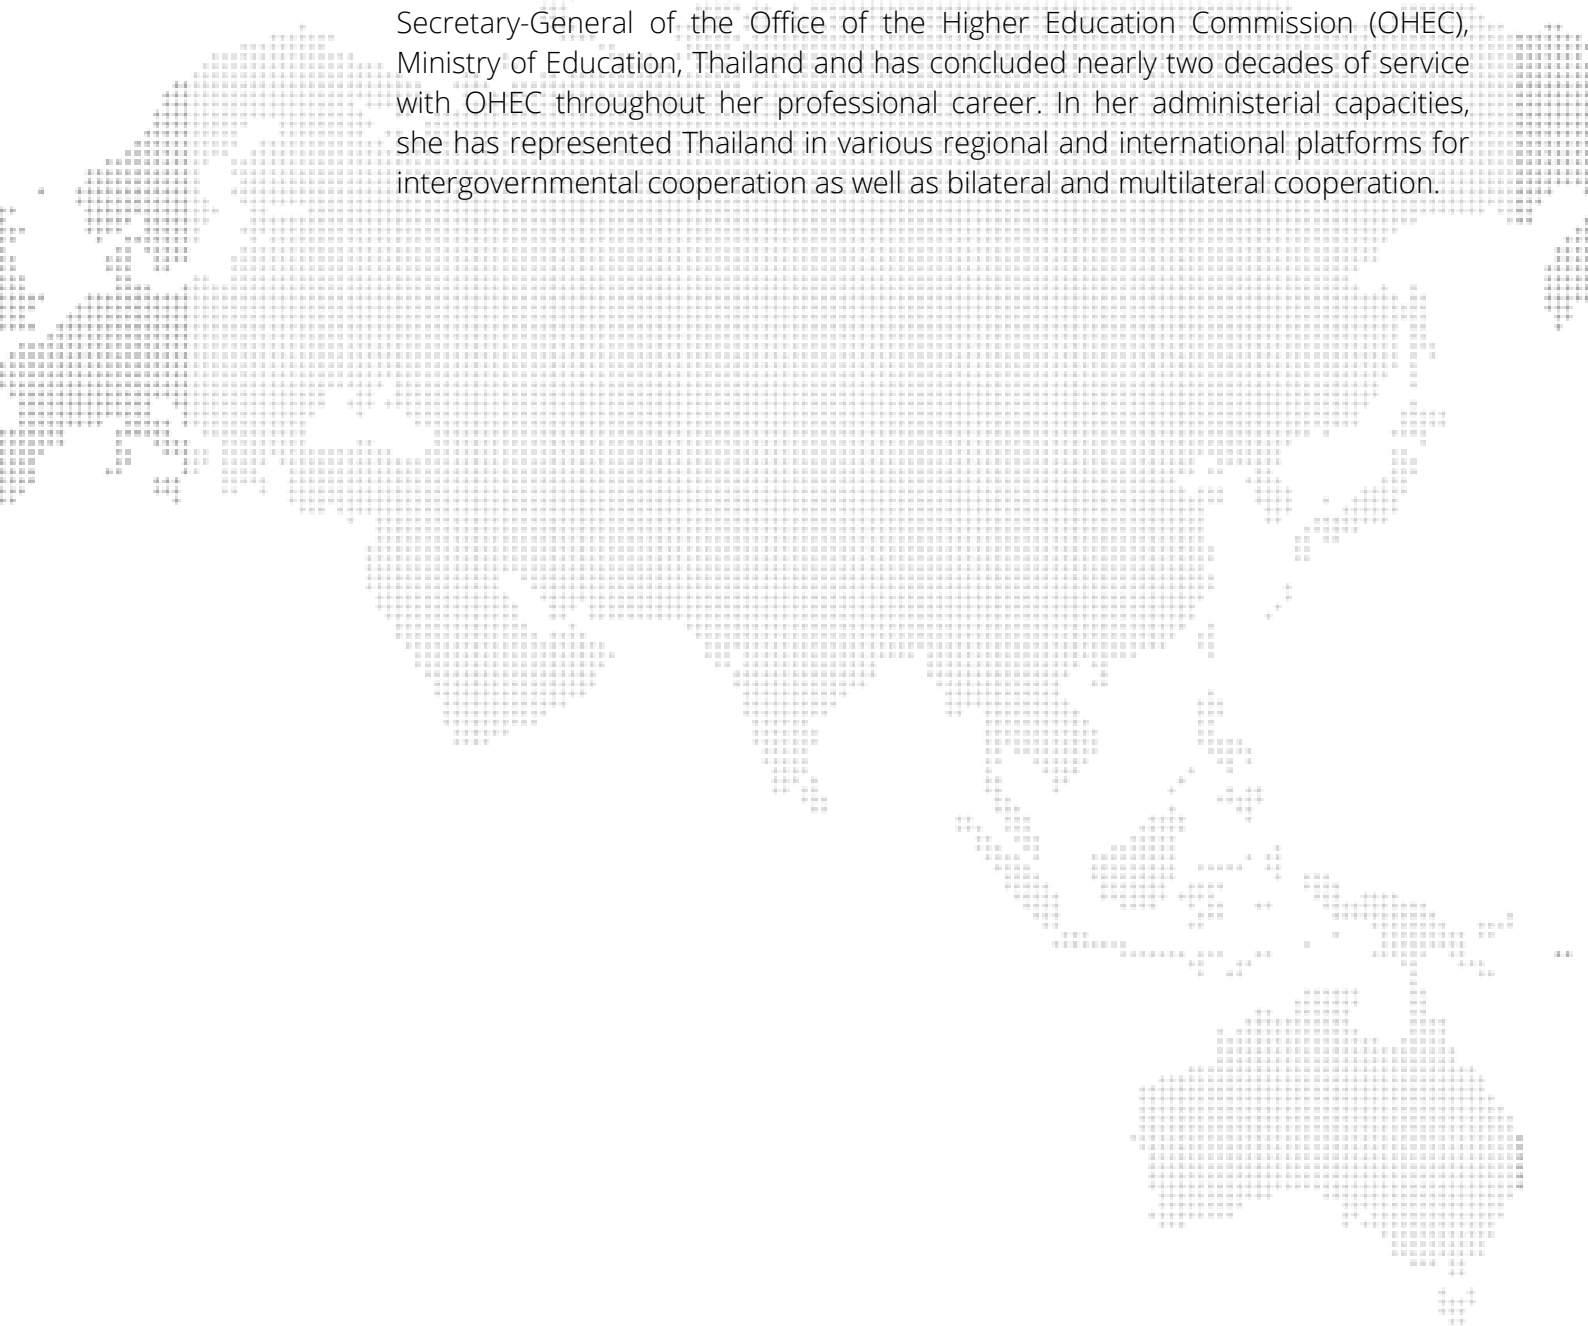 Secretary-General of the Office of the Higher Education Commission (OHEC),
Ministry of Education, Thailand and has concluded nearly two decades of service
with OHEC throughout her professional career. In her administerial capacities,
she has represented Thailand in various regional and international platforms for
intergovernmental cooperation as well as bilateral and multilateral cooperation.